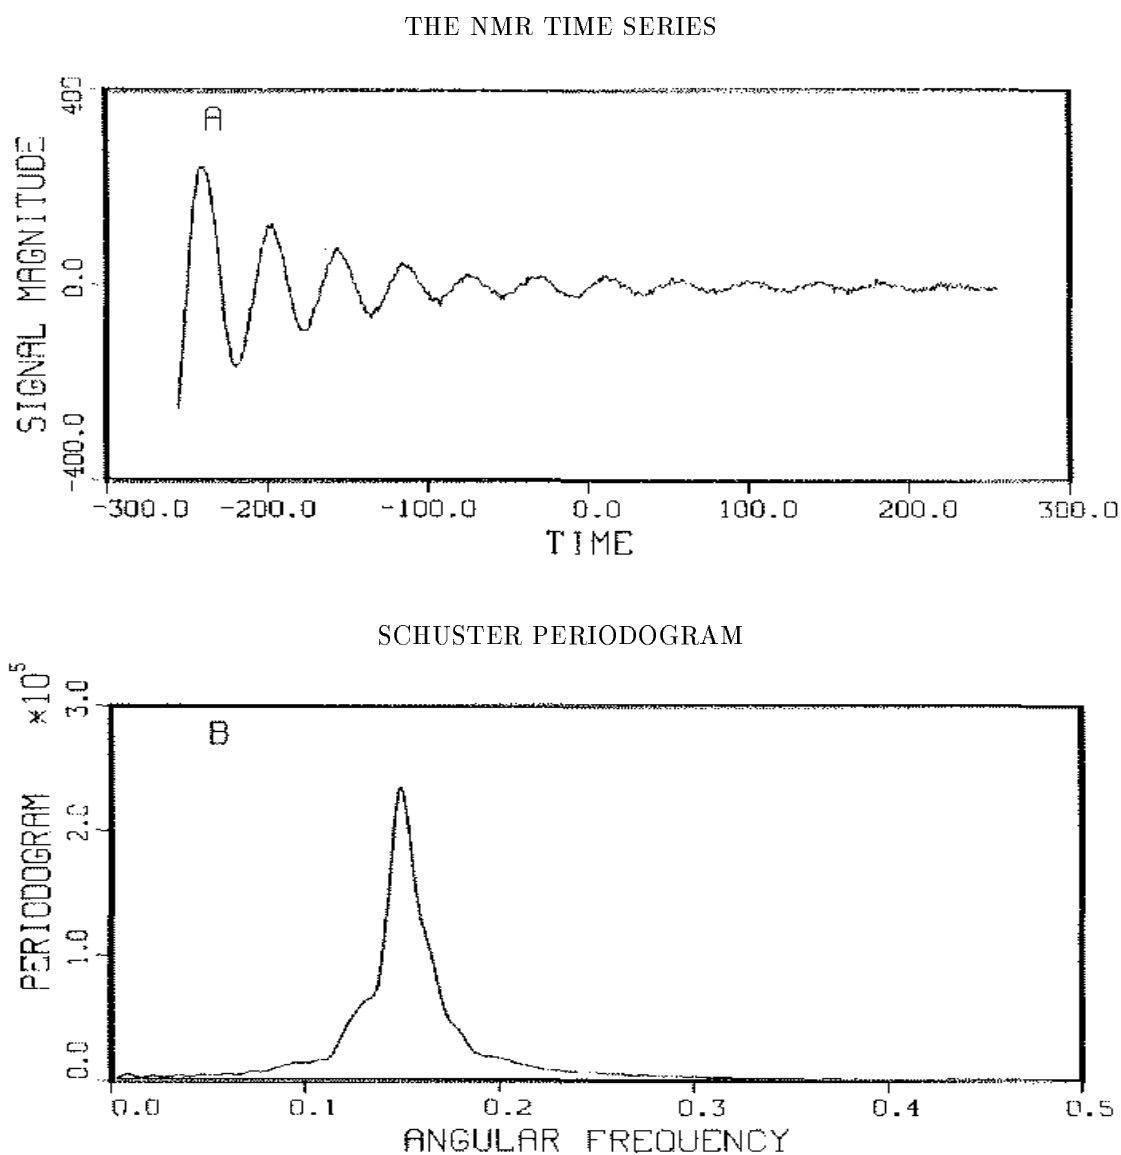 THE NMR TIME SERIES
A
SIGNAL MAGNITUDE
400
0.0
-400.0
-300.0 -200.0 -100.0 0.0 100.0 200.0 300.0
TIME
SCHUSTER PERIODOGRAM
B
PERIODOGRAM *10^5
3.0
2.0
1.0
0.0
0.0 0.1 0.2 0.3 0.4 0.5
ANGULAR FREQUENCY